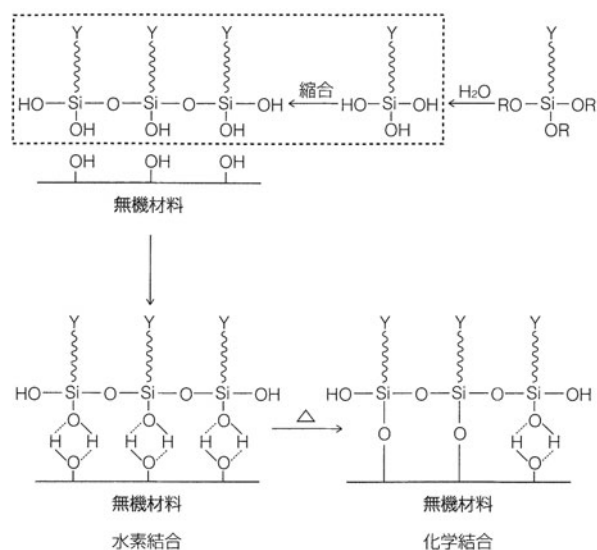 Y Y Y Y Y
縮合 H₂O
HO—Si—O—Si—O—Si—OH HO—Si—OH RO—Si—OR
OH OH OH OH OR
OH OH OH
無機材料
Y Y Y Y Y Y
HO—Si—O—Si—O—Si—OH HO—Si—O—Si—O—Si—OH
O O O △ O
H H H H H H O O H H
O O O O
無機材料 無機材料
水素結合 化学結合